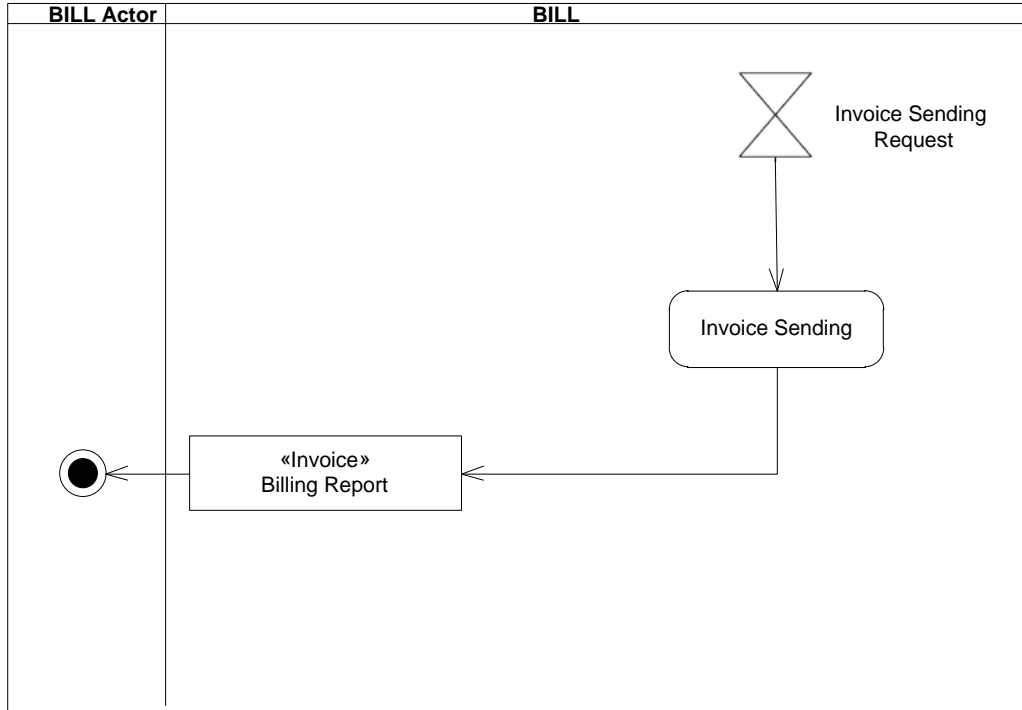 BILL Actor
BILL
Invoice Sending
Request
Invoice Sending
«Invoice»
Billing Report